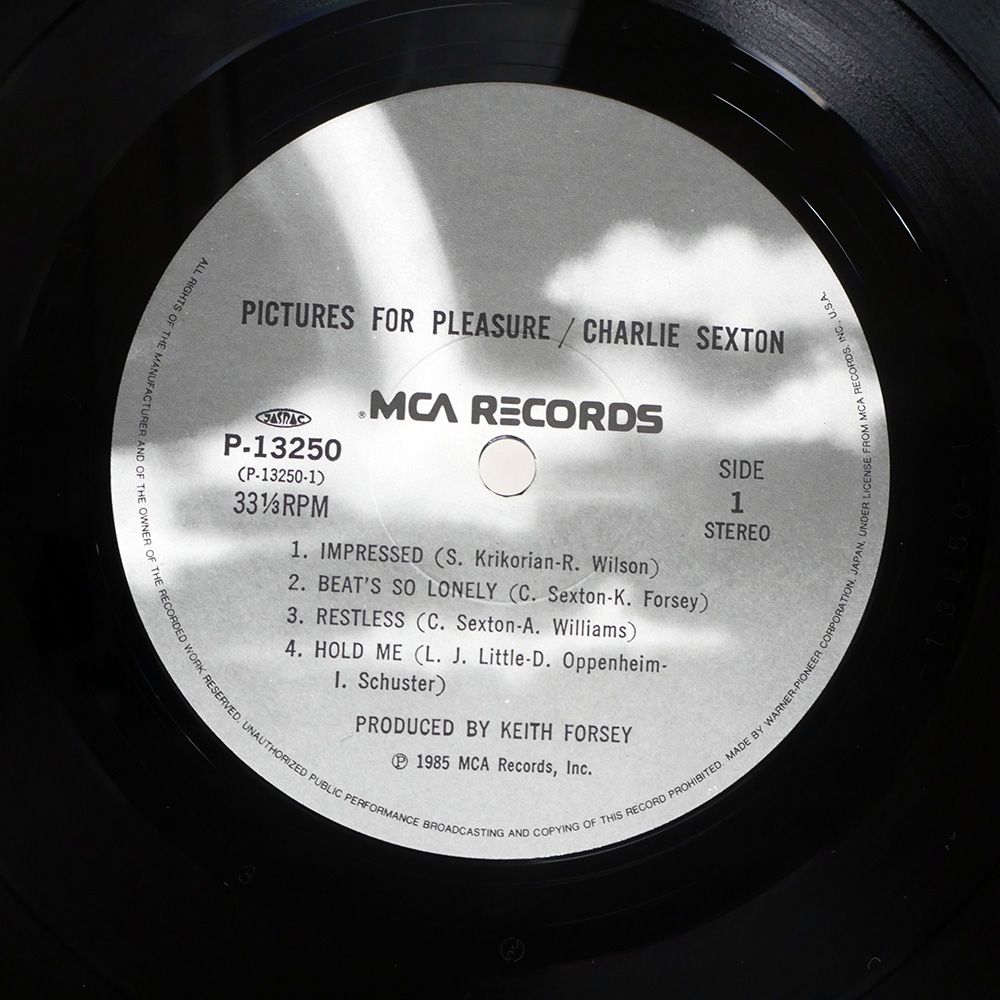 PICTURES FOR PLEASURE / CHARLIE SEXTON
® MCA RECORDS
JASRAC
P-13250
(P-13250-1)
33⅓RPM
SIDE
1
STEREO
1. IMPRESSED (S. Krikorian-R. Wilson)
2. BEAT'S SO LONELY (C. Sexton-K. Forsey)
3. RESTLESS (C. Sexton-A. Williams)
4. HOLD ME (L. J. Little-D. Oppenheim-
I. Schuster)
PRODUCED BY KEITH FORSEY
℗ 1985 MCA Records, Inc.
ALL RIGHTS OF THE MANUFACTURER AND OF THE OWNER OF THE RECORDED WORK RESERVED. UNAUTHORIZED PUBLIC PERFORMANCE BROADCASTING AND COPYING OF THIS RECORD PROHIBITED. MADE BY WARNER-PIONEER CORPORATION, JAPAN, UNDER LICENSE FROM MCA RECORDS, INC., U.S.A.